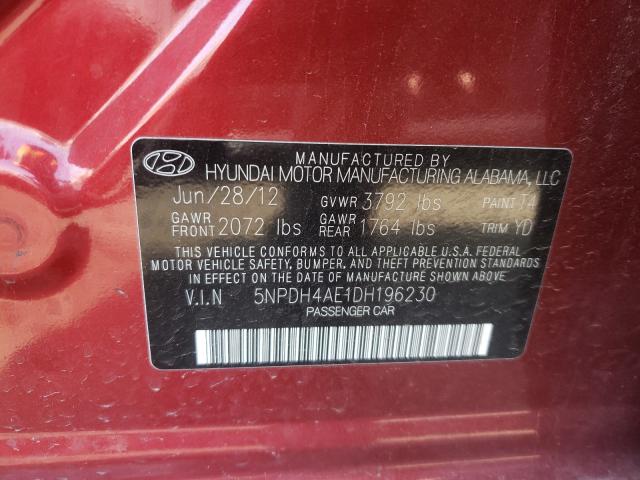 MANUFACTURED BY
HYUNDAI MOTOR MANUFACTURING ALABAMA, LLC
Jun/28/12 GVWR 3792 lbs PAINT T4
GAWR FRONT 2072 lbs GAWR REAR 1764 lbs TRIM YD
THIS VEHICLE CONFORMS TO ALL APPLICABLE U.S.A. FEDERAL
MOTOR VEHICLE SAFETY, BUMPER, AND THEFT PREVENTION STANDARDS
IN EFFECT ON THE DATE OF MANUFACTURE SHOWN ABOVE.
V.I.N 5NPDH4AE1DH196230
PASSENGER CAR